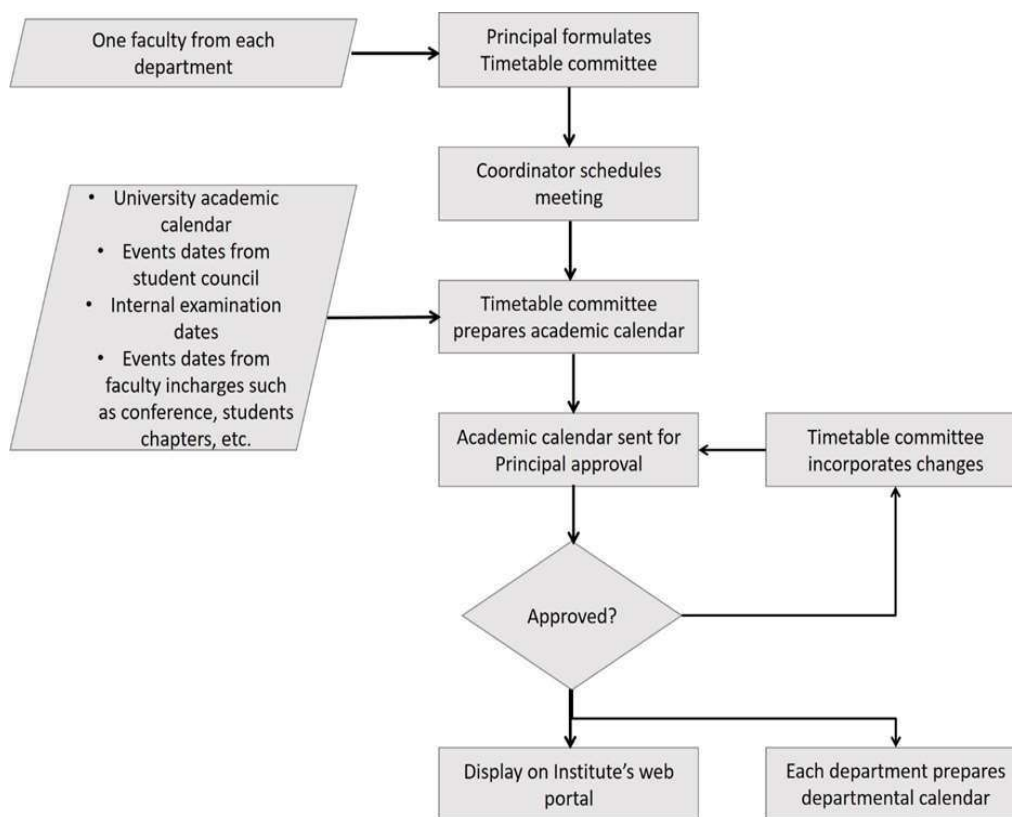 One faculty from each
department
Principal formulates
Timetable committee
Coordinator schedules
meeting
• University academic
calendar
• Events dates from
student council
• Internal examination
dates
• Events dates from
faculty incharges such
as conference, students
chapters, etc.
Timetable committee
prepares academic calendar
Academic calendar sent for
Principal approval
Timetable committee
incorporates changes
Approved?
Display on Institute’s web
portal
Each department prepares
departmental calendar